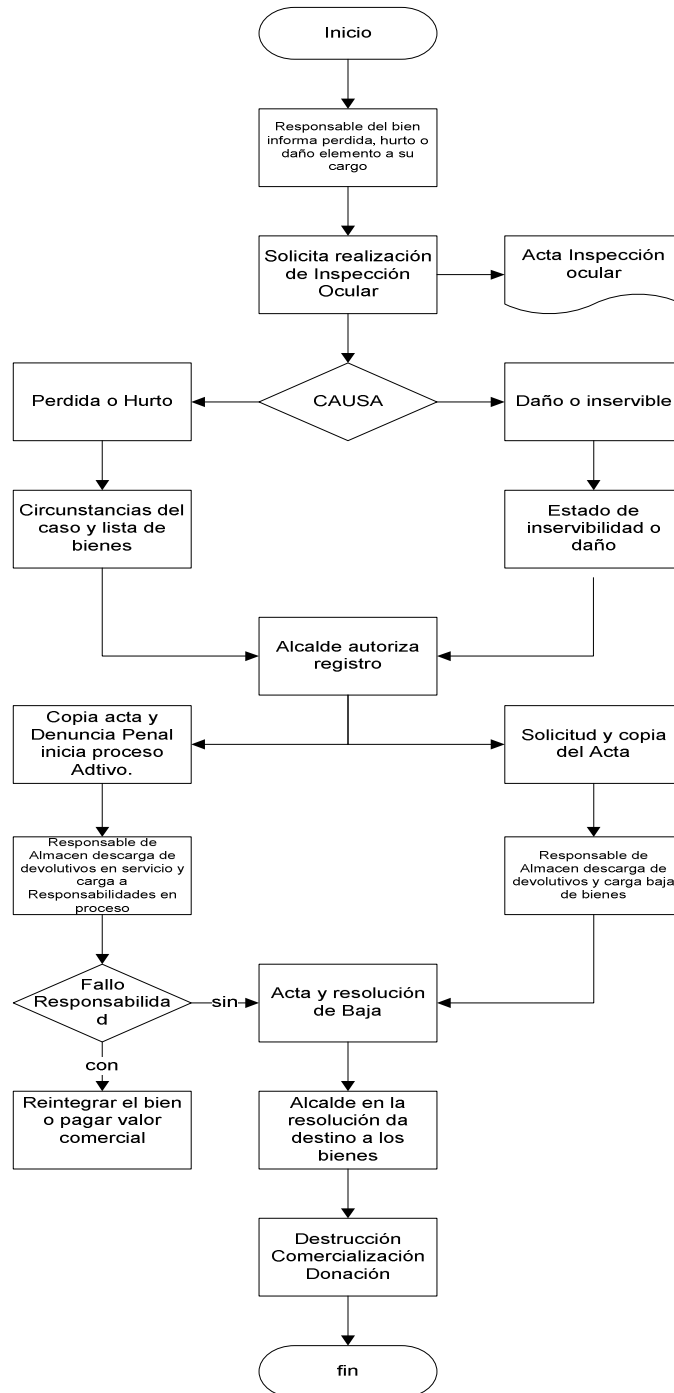 Inicio
Responsable del bien
informa perdida, hurto o
daño elemento a su
cargo
Solicita realización
de Inspección
Ocular
Acta Inspección
ocular
Perdida o Hurto
CAUSA
Daño o inservible
Circunstancias del
caso y lista de
bienes
Estado de
inservibilidad o
daño
Alcalde autoriza
registro
Copia acta y
Denuncia Penal
inicia proceso
Adtivo.
Solicitud y copia
del Acta
Responsable de
Almacen descarga de
devolutivos en servicio y
carga a
Responsabilidades en
proceso
Responsable de
Almacen descarga de
devolutivos y carga baja
de bienes
Fallo
Responsabilida
d
sin
Acta y resolución
de Baja
con
Reintegrar el bien
o pagar valor
comercial
Alcalde en la
resolución da
destino a los
bienes
Destrucción
Comercialización
Donación
fin